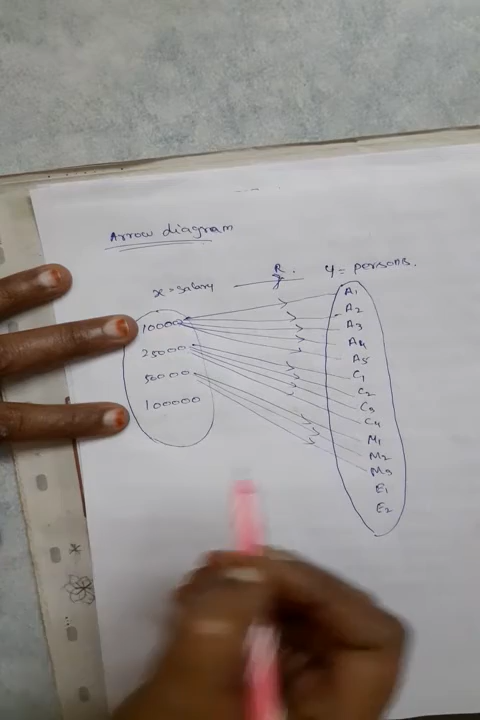 Arrow diagram
x = salary
R
f
y = persons.
10000
25000
50000
100000
A1
A2
A3
A4
A5
C1
C2
C3
C4
M1
M2
M3
E1
E2